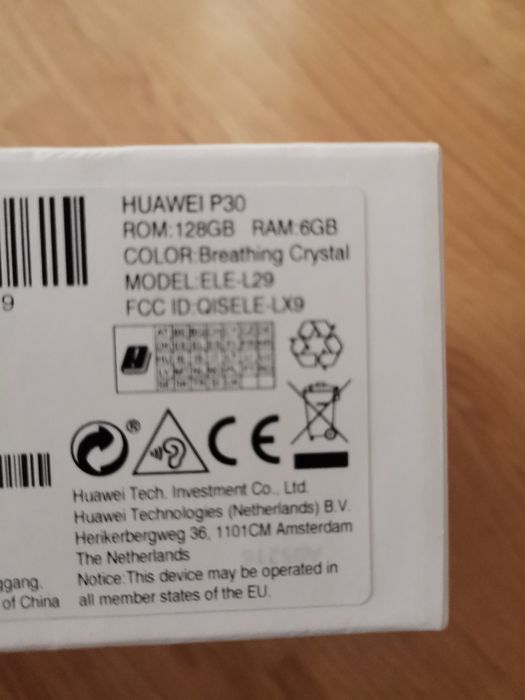 HUAWEI P30
ROM:128GB RAM:6GB
COLOR:Breathing Crystal
MODEL:ELE-L29
FCC ID:QISELE-LX9
9
®
CE
Huawei Tech. Investment Co., Ltd.
Huawei Technologies (Netherlands) B.V.
Herikerbergweg 36, 1101CM Amsterdam
The Netherlands
Notice:This device may be operated in
all member states of the EU.
ggang,
of China